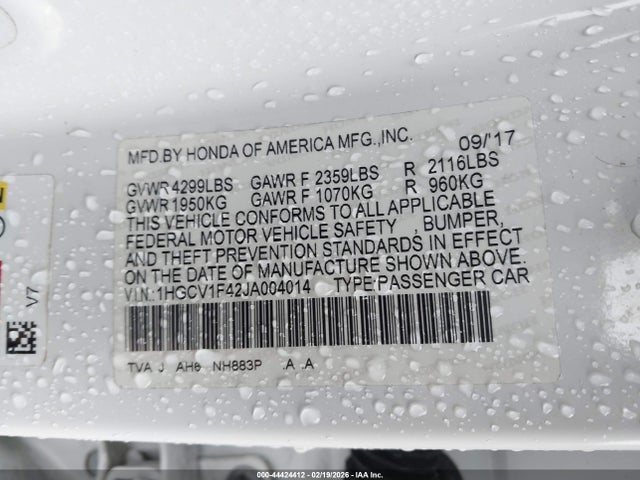 MFD.BY HONDA OF AMERICA MFG.,INC. 09/'17
GVWR 4299LBS GAWR F 2359LBS R 2116LBS
GVWR 1950KG GAWR F 1070KG R 960KG
THIS VEHICLE CONFORMS TO ALL APPLICABLE
FEDERAL MOTOR VEHICLE SAFETY , BUMPER,
AND THEFT PREVENTION STANDARDS IN EFFECT
ON THE DATE OF MANUFACTURE SHOWN ABOVE.
VIN:1HGCV1F42JA004014 TYPE:PASSENGER CAR
TVA J AH6 NH883P .A .A
V7
000-44424412 - 02/19/2026 - IAA Inc.